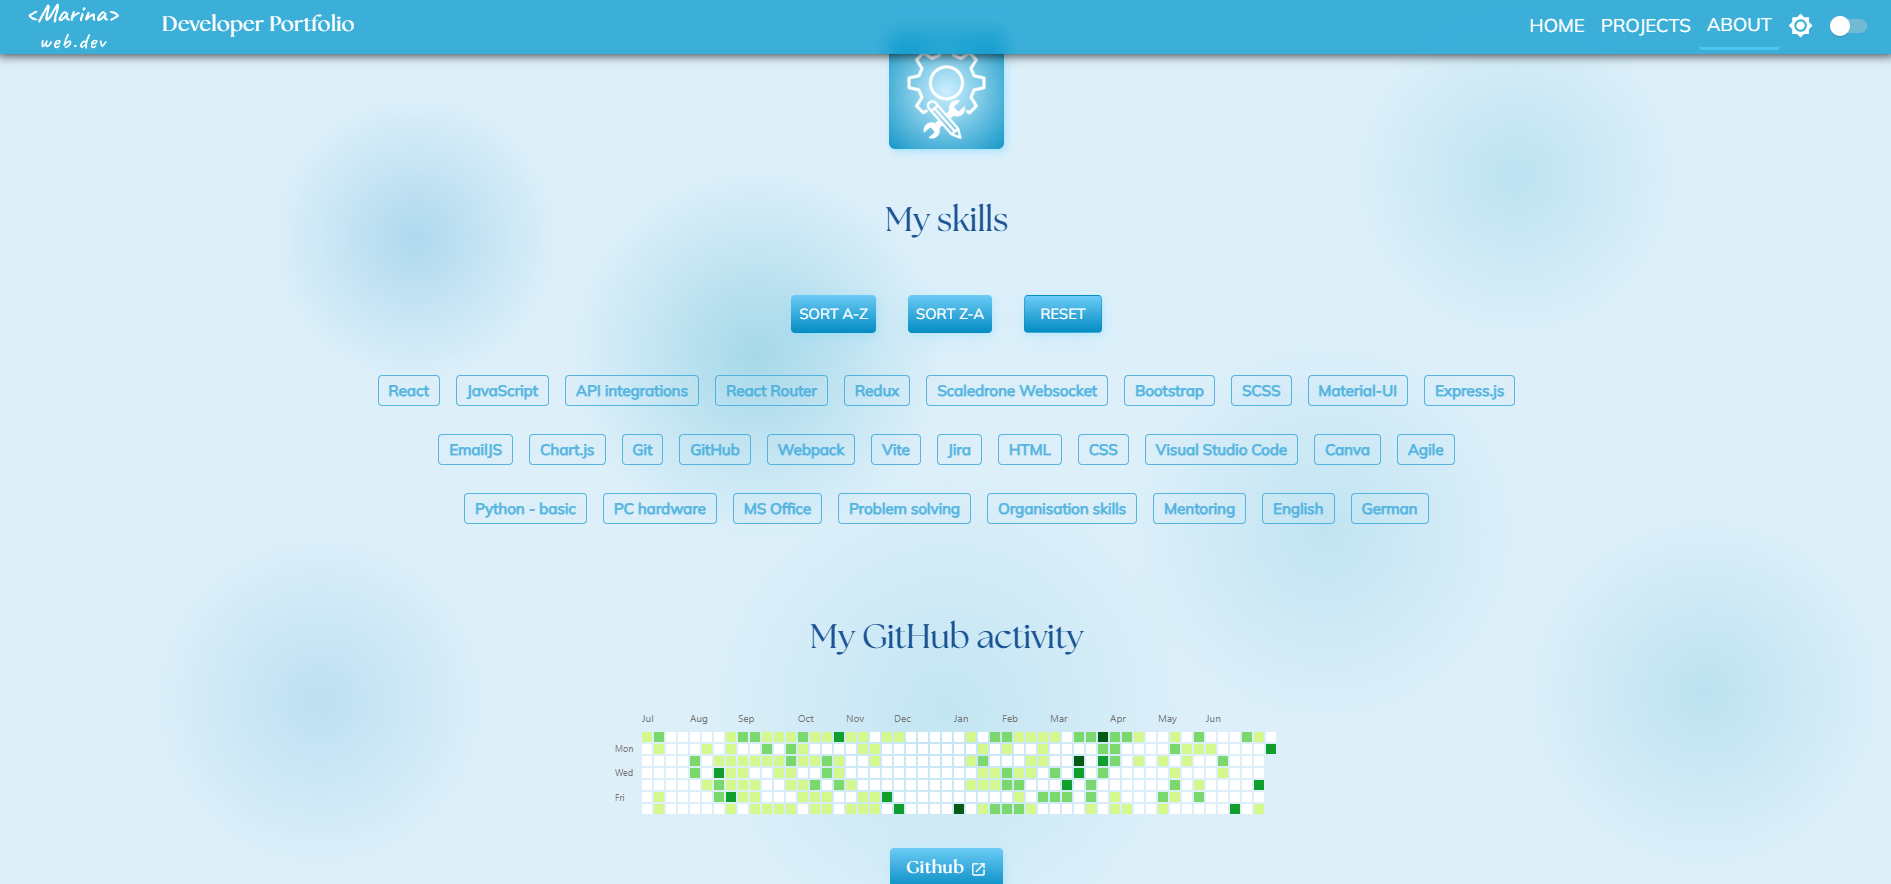 <Marina>
web.dev
Developer Portfolio
HOME PROJECTS ABOUT
My skills
SORT A-Z SORT Z-A RESET
React JavaScript API integrations React Router Redux Scaledrone Websocket Bootstrap SCSS Material-UI Express.js
EmailJS Chart.js Git GitHub Webpack Vite Jira HTML CSS Visual Studio Code Canva Agile
Python - basic PC hardware MS Office Problem solving Organisation skills Mentoring English German
My GitHub activity
Jul Aug Sep Oct Nov Dec Jan Feb Mar Apr May Jun
Mon
Wed
Fri
Github